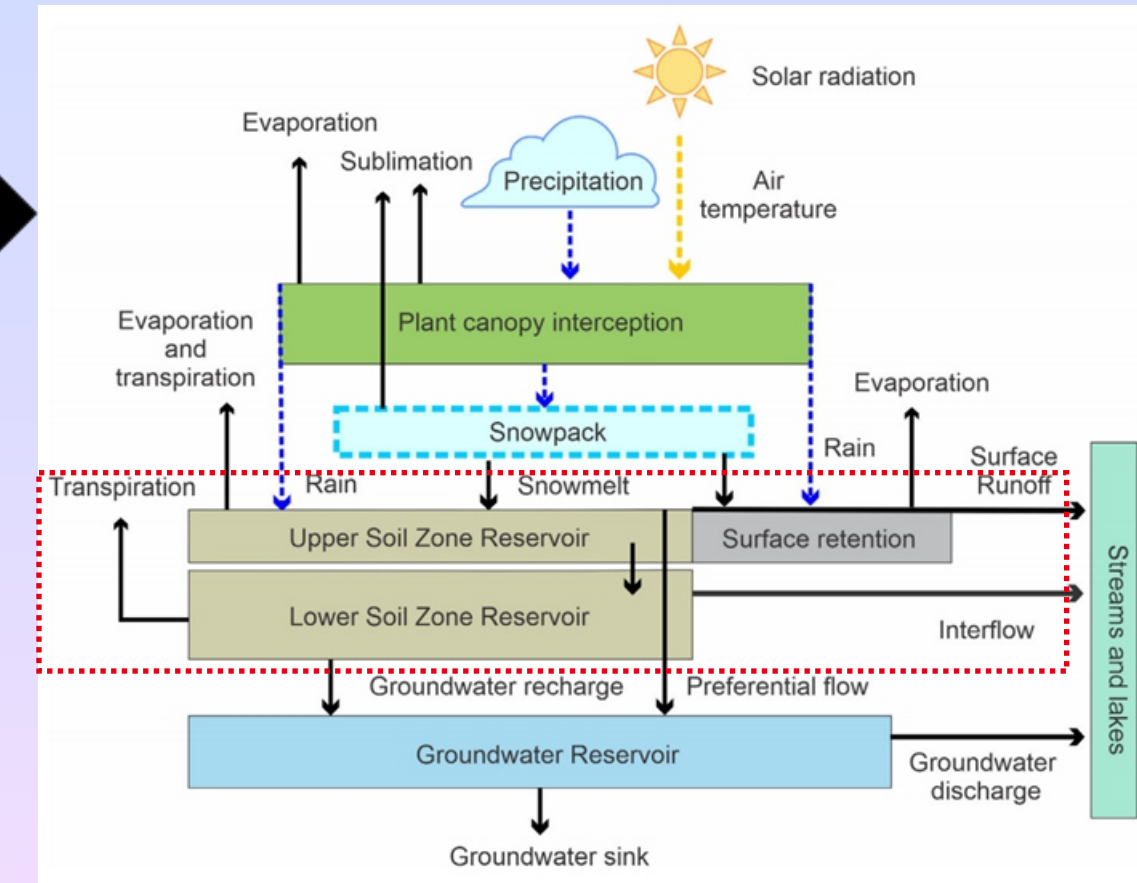 Solar radiation
Evaporation
Sublimation
Precipitation
Air
temperature
Plant canopy interception
Evaporation
and
transpiration
Evaporation
Snowpack
Rain
Surface
Runoff
Transpiration
Rain
Snowmelt
Upper Soil Zone Reservoir
Surface retention
Lower Soil Zone Reservoir
Interflow
Streams and lakes
Groundwater recharge
Preferential flow
Groundwater Reservoir
Groundwater
discharge
Groundwater sink